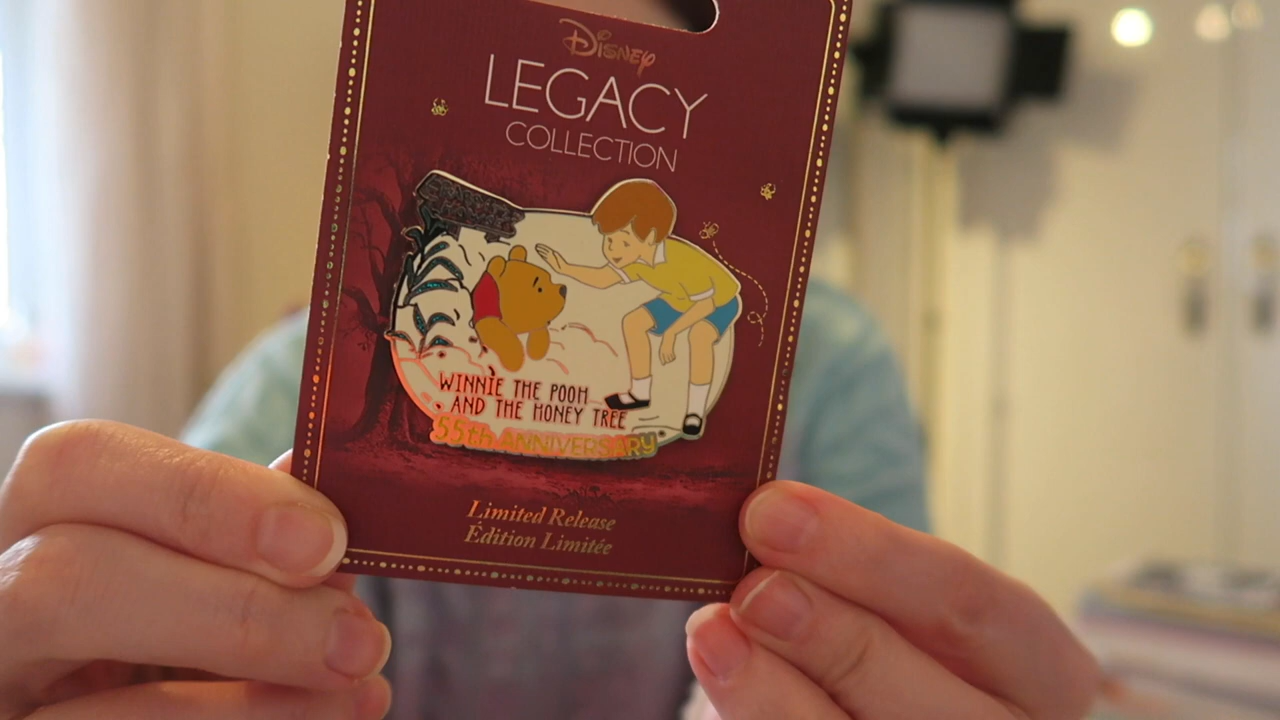 Disney
LEGACY
COLLECTION
WINNIE THE POOH
AND THE HONEY TREE
55th ANNIVERSARY
Limited Release
Édition Limitée